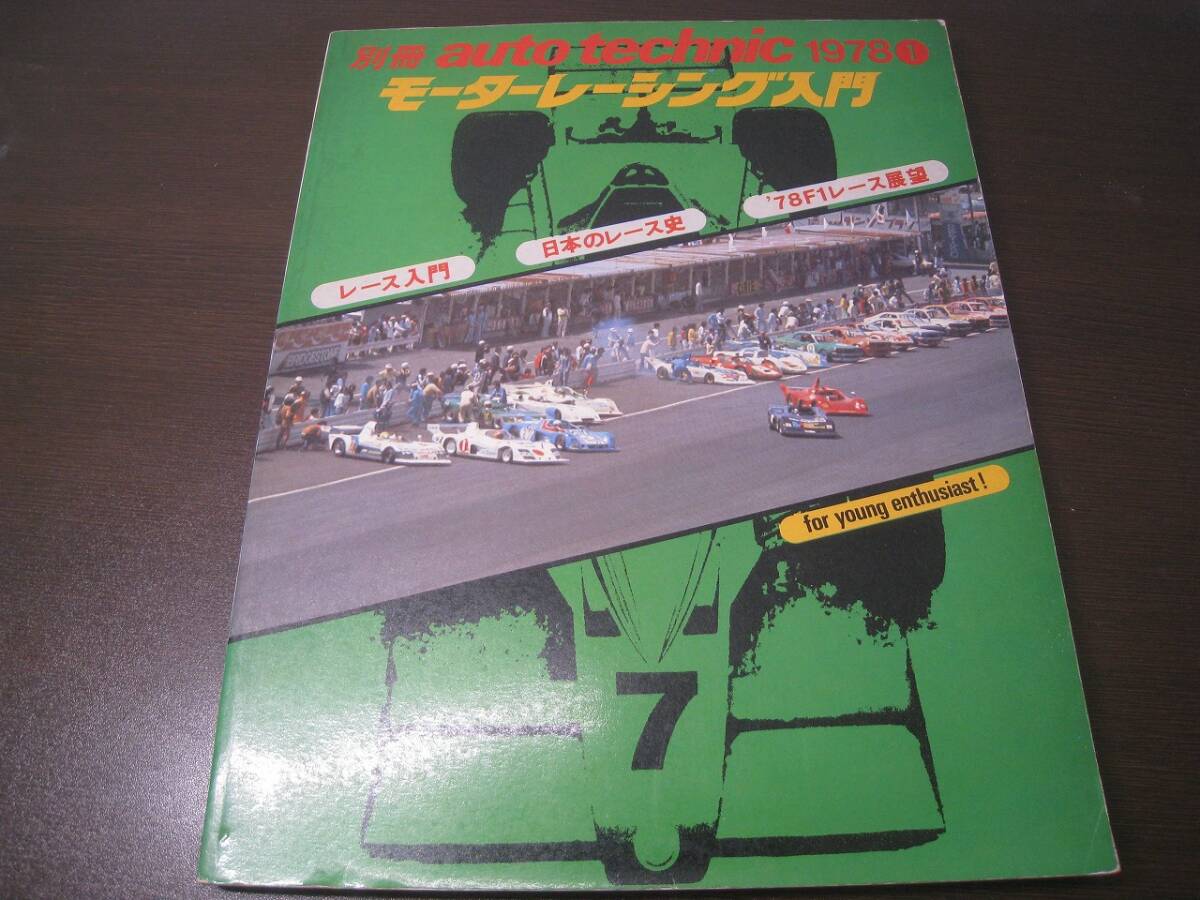 別冊 auto technic 1978 1
モーターレーシング入門
'78F1レース展望
日本のレース史
レース入門
BRIDGESTONE
1
for young enthusiast!
7